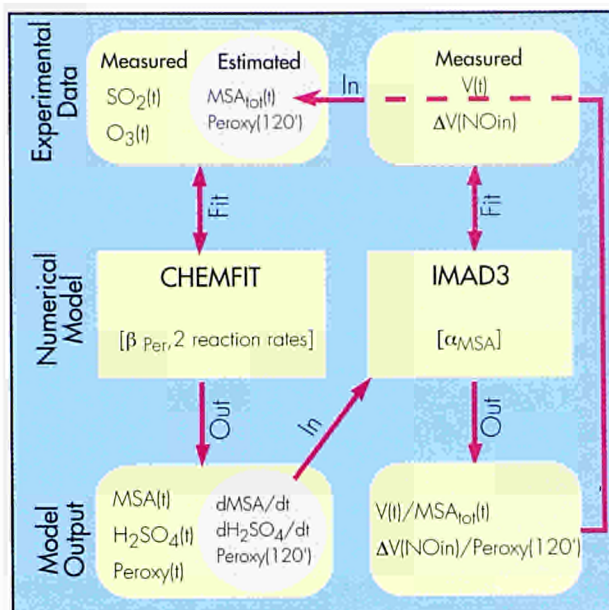 Experimental Data
Measured
SO₂(t)
O₃(t)
Estimated
MSAtot(t)
Peroxy(120')
In
Measured
V(t)
ΔV(NOin)
Fit
Fit
Numerical Model
CHEMFIT
[β Per, 2 reaction rates]
IMAD3
[αMSA]
Out
In
Out
Model Output
MSA(t)
H₂SO₄(t)
Peroxy(t)
dMSA/dt
dH₂SO₄/dt
Peroxy(120')
V(t)/MSAtot(t)
ΔV(NOin)/Peroxy(120')